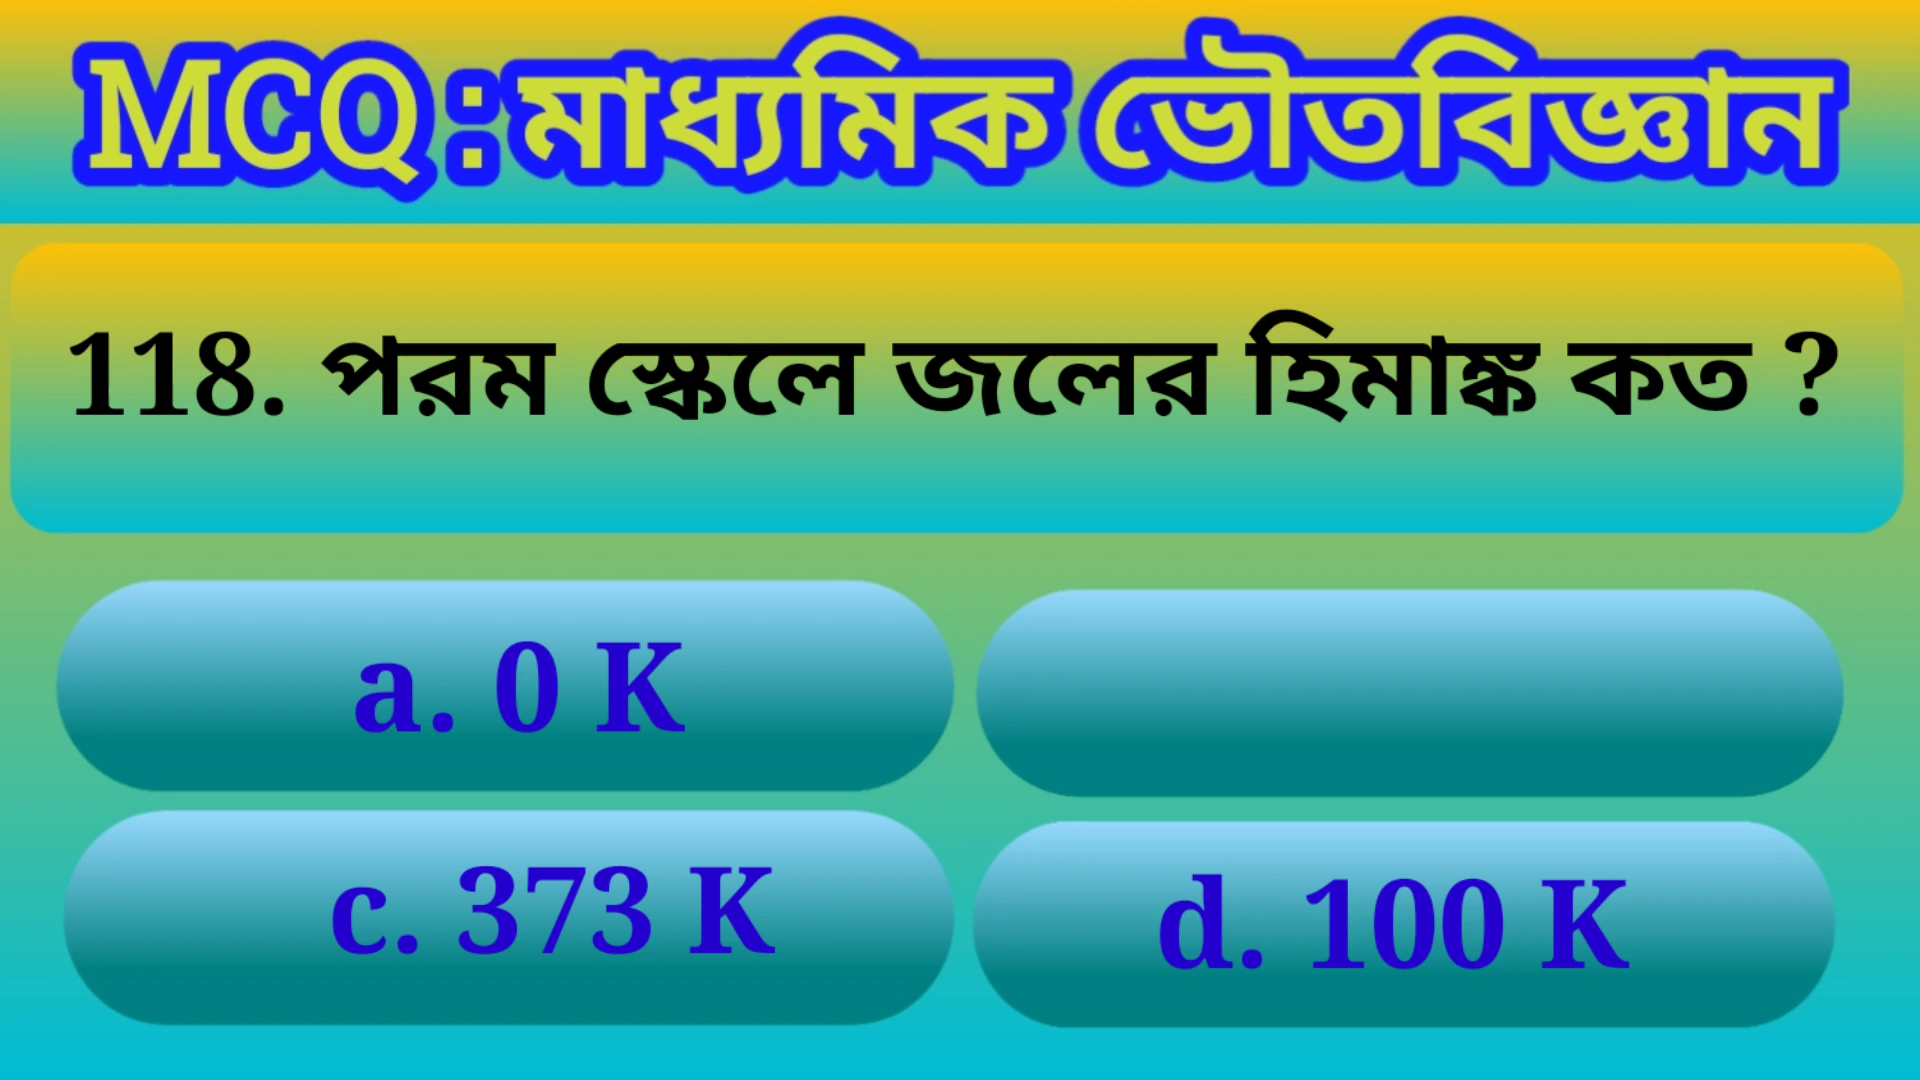 MCQ : মাধ্যমিক ভৌতবিজ্ঞান
118. পরম স্কেলে জলের হিমাঙ্ক কত ?
a. 0 K
c. 373 K
d. 100 K